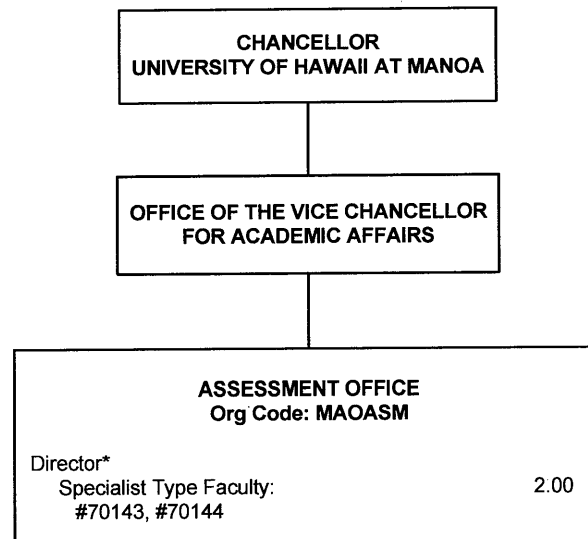 CHANCELLOR
UNIVERSITY OF HAWAII AT MANOA
OFFICE OF THE VICE CHANCELLOR
FOR ACADEMIC AFFAIRS
ASSESSMENT OFFICE
Org Code: MAOASM
Director*
Specialist Type Faculty: 2.00
#70143, #70144